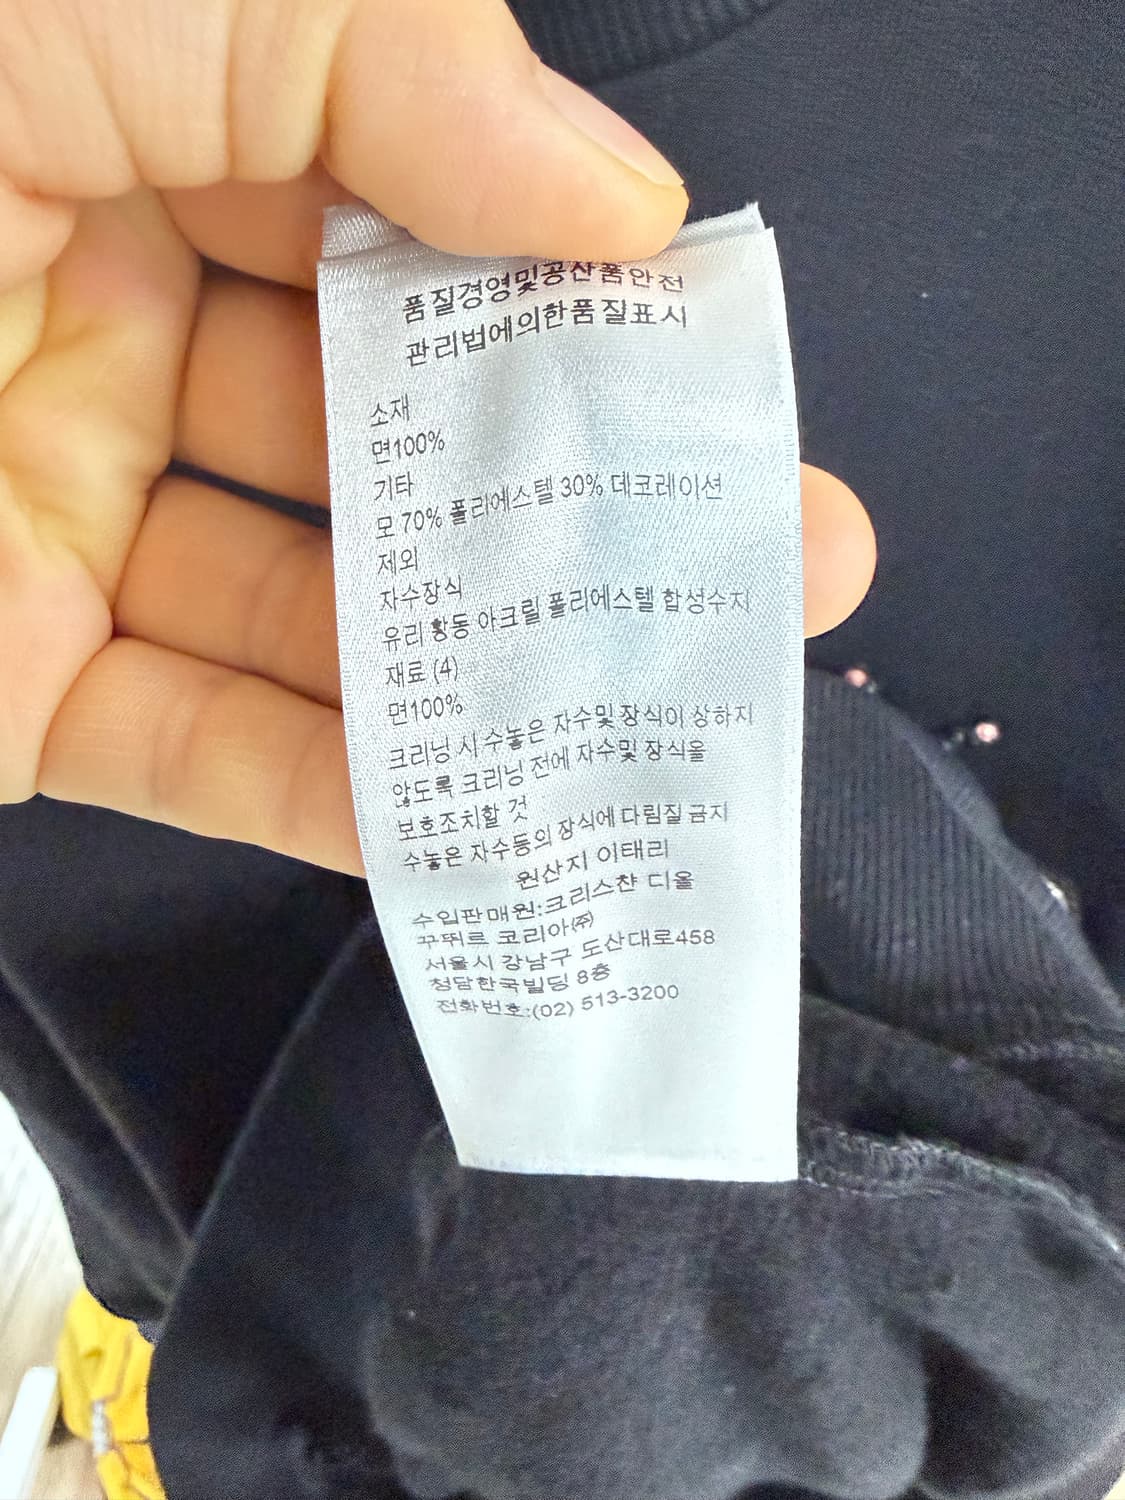 품질경영및공산품안전
관리법에의한품질표시
소재
면100%
기타
모 70% 폴리에스텔 30% 데코레이션
제외
자수장식
유리 황동 아크릴 폴리에스텔 합성수지
재료 (4)
면100%
크리닝 시 수놓은 자수및 장식이 상하지
않도록 크리닝 전에 자수및 장식을
보호조치할 것
수놓은 자수등의 장식에 다림질 금지
원산지 이태리
수입판매원:크리스챤 디올
꾸뛰르 코리아㈜
서울시 강남구 도산대로458
청담한국빌딩 8층
전화번호:(02) 513-3200